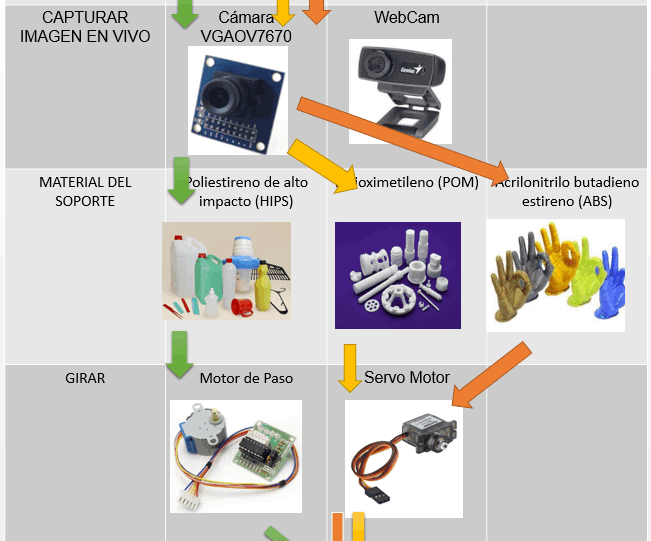 CAPTURAR
IMAGEN EN VIVO
Cámara
VGAOV7670
WebCam
Genius
MATERIAL DEL
SOPORTE
Poliestireno de alto
impacto (HIPS)
(POM)
Acrilonitrilo butadieno
estireno (ABS)
GIRAR
Motor de Paso
Servo Motor